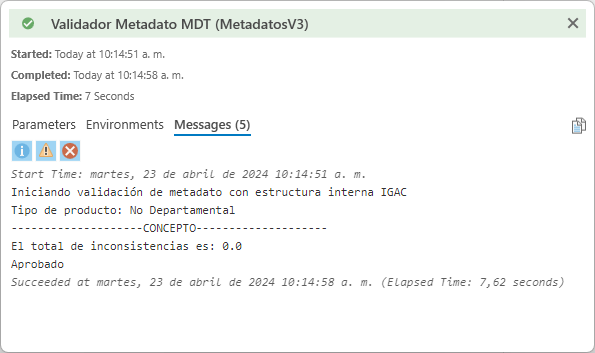 Validador Metadato MDT (MetadatosV3)
Started: Today at 10:14:51 a. m.
Completed: Today at 10:14:58 a. m.
Elapsed Time: 7 Seconds
Parameters Environments Messages (5)
Start Time: martes, 23 de abril de 2024 10:14:51 a. m.
Iniciando validación de metadato con estructura interna IGAC
Tipo de producto: No Departamental
--------------------CONCEPTO--------------------
El total de inconsistencias es: 0.0
Aprobado
Succeeded at martes, 23 de abril de 2024 10:14:58 a. m. (Elapsed Time: 7,62 seconds)